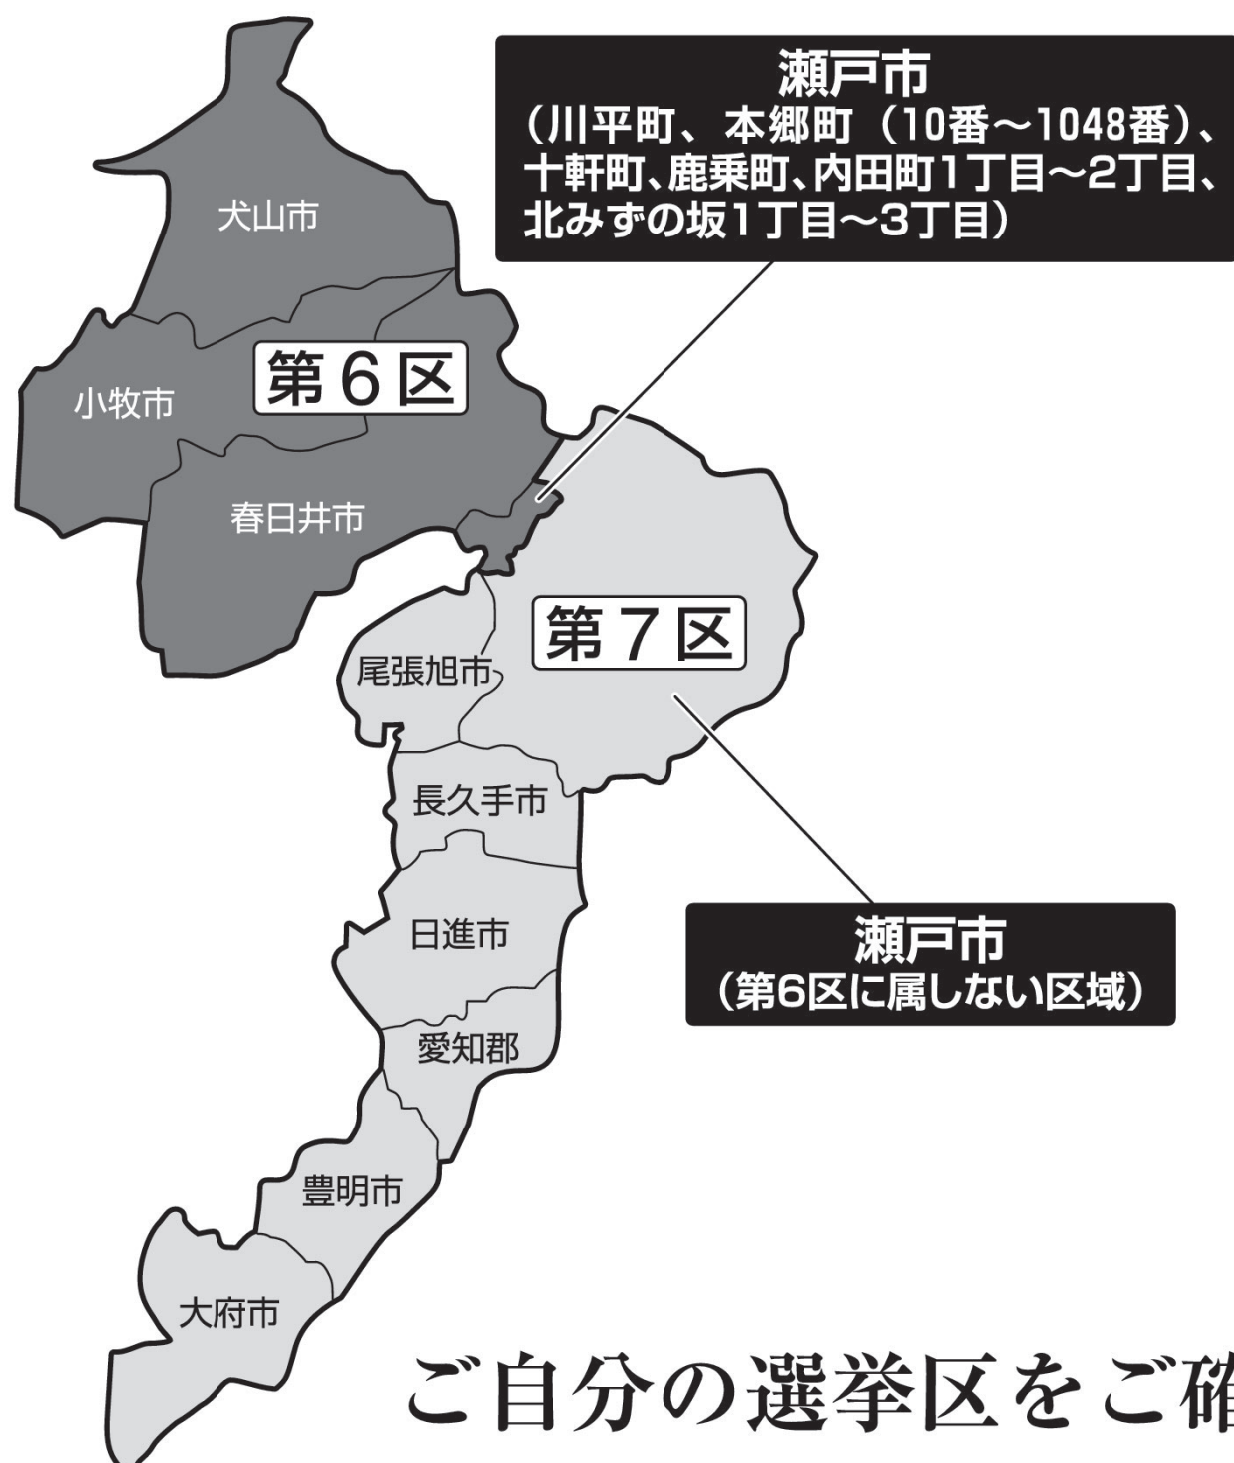 瀬戸市
（川平町、本郷町（10番～1048番）、
十軒町、鹿乗町、内田町1丁目～2丁目、
北みずの坂1丁目～3丁目）
犬山市
第6区
小牧市
春日井市
第7区
尾張旭市
長久手市
日進市
瀬戸市
（第6区に属しない区域）
愛知郡
豊明市
大府市
ご自分の選挙区をご確